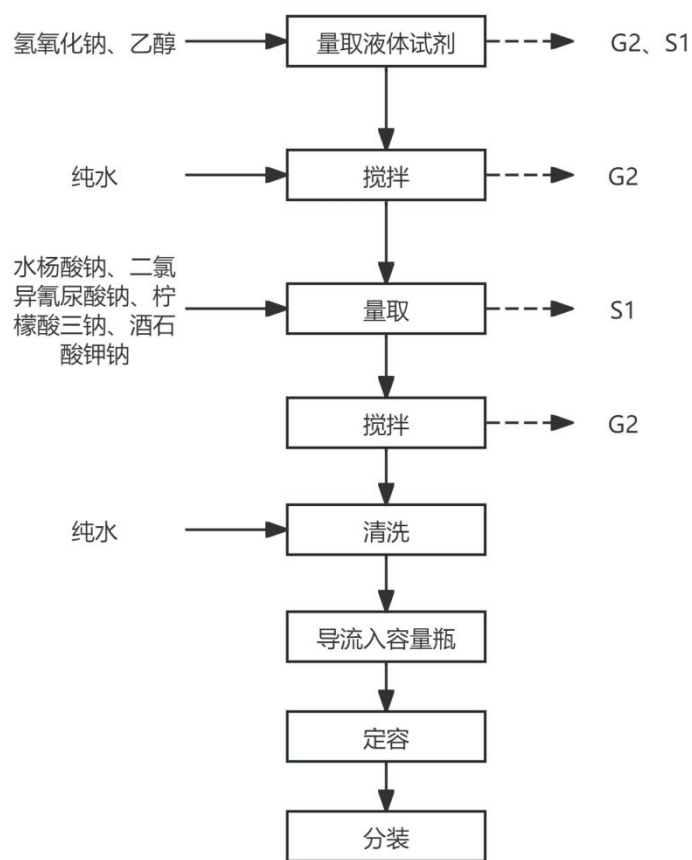 氢氧化钠、乙醇
量取液体试剂
G2、S1
纯水
搅拌
G2
水杨酸钠、二氯
异氰尿酸钠、柠
檬酸三钠、酒石
酸钾钠
量取
S1
搅拌
G2
纯水
清洗
导流入容量瓶
定容
分装